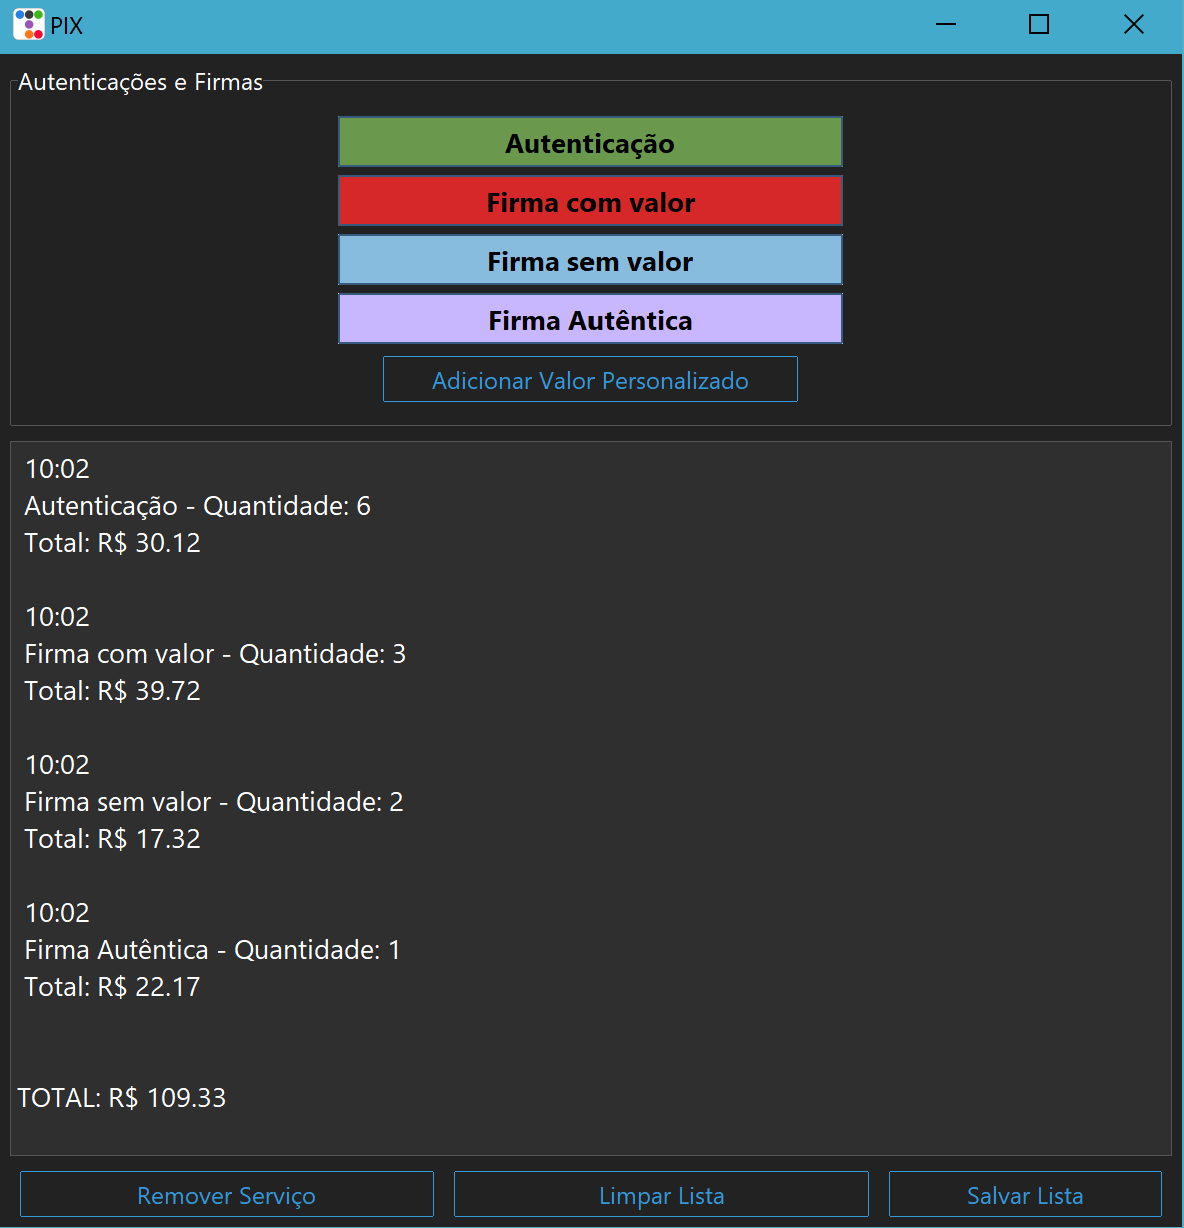 PIX
Autenticações e Firmas
Autenticação
Firma com valor
Firma sem valor
Firma Autêntica
Adicionar Valor Personalizado
10:02
Autenticação - Quantidade: 6
Total: R$ 30.12
10:02
Firma com valor - Quantidade: 3
Total: R$ 39.72
10:02
Firma sem valor - Quantidade: 2
Total: R$ 17.32
10:02
Firma Autêntica - Quantidade: 1
Total: R$ 22.17
TOTAL: R$ 109.33
Remover Serviço
Limpar Lista
Salvar Lista